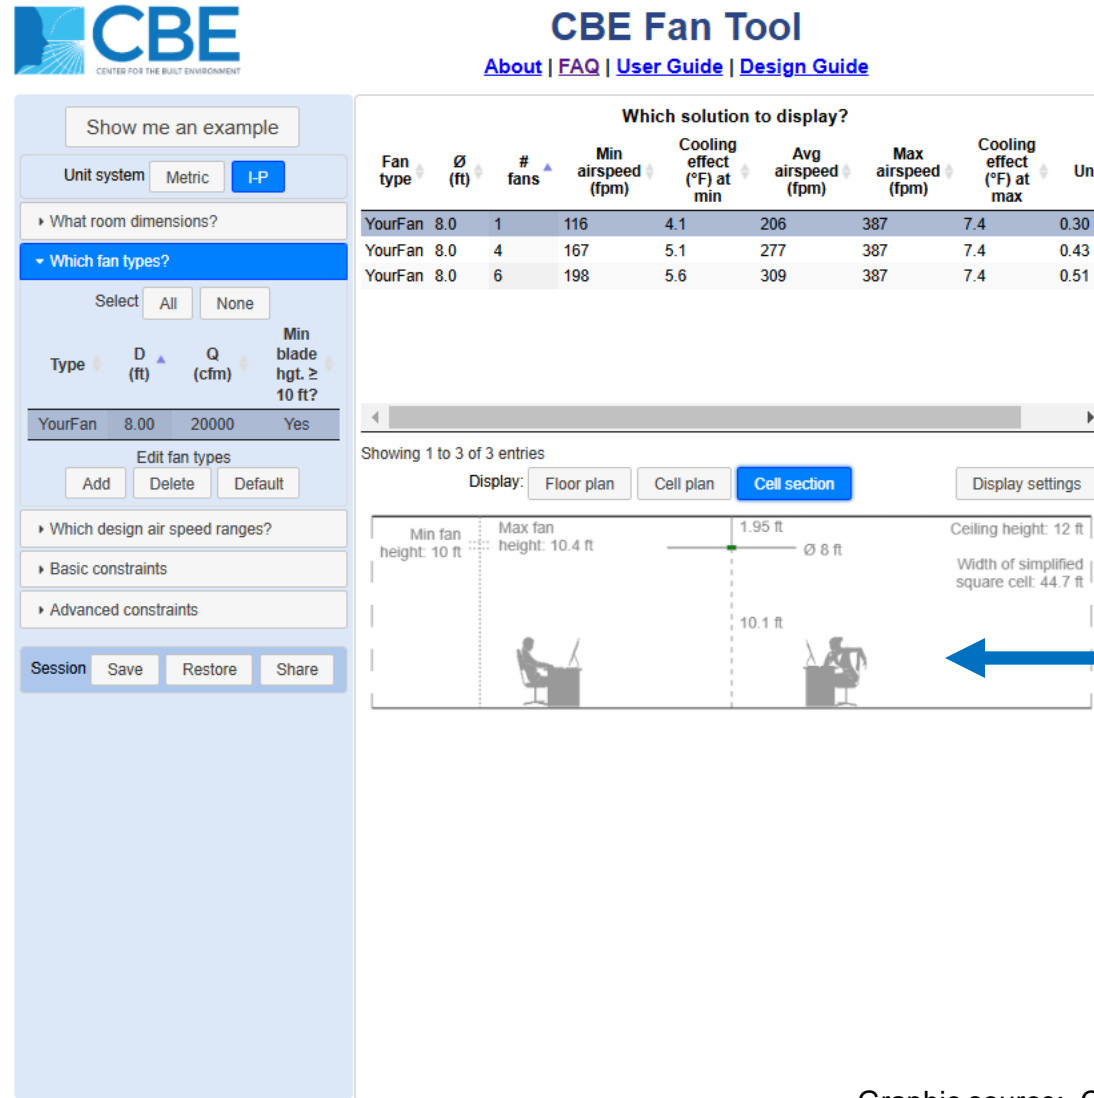 CBE
CENTER FOR THE BUILT ENVIRONMENT
CBE Fan Tool
About | FAQ | User Guide | Design Guide
Show me an example
Unit system Metric I-P
What room dimensions?
Which fan types?
Select All None
Type D (ft) Q (cfm) Min blade hgt. ≥ 10 ft?
YourFan 8.00 20000 Yes
Edit fan types
Add Delete Default
Which design air speed ranges?
Basic constraints
Advanced constraints
Session Save Restore Share
Which solution to display?
Fan type Ø (ft) # fans Min airspeed (fpm) Cooling effect (°F) at min Avg airspeed (fpm) Max airspeed (fpm) Cooling effect (°F) at max Un
YourFan 8.0 1 116 4.1 206 387 7.4 0.30
YourFan 8.0 4 167 5.1 277 387 7.4 0.43
YourFan 8.0 6 198 5.6 309 387 7.4 0.51
Showing 1 to 3 of 3 entries
Display: Floor plan Cell plan Cell section Display settings
Min fan height: 10 ft
Max fan height: 10.4 ft
1.95 ft
Ø 8 ft
Ceiling height: 12 ft
Width of simplified square cell: 44.7 ft
10.1 ft
Graphic source: